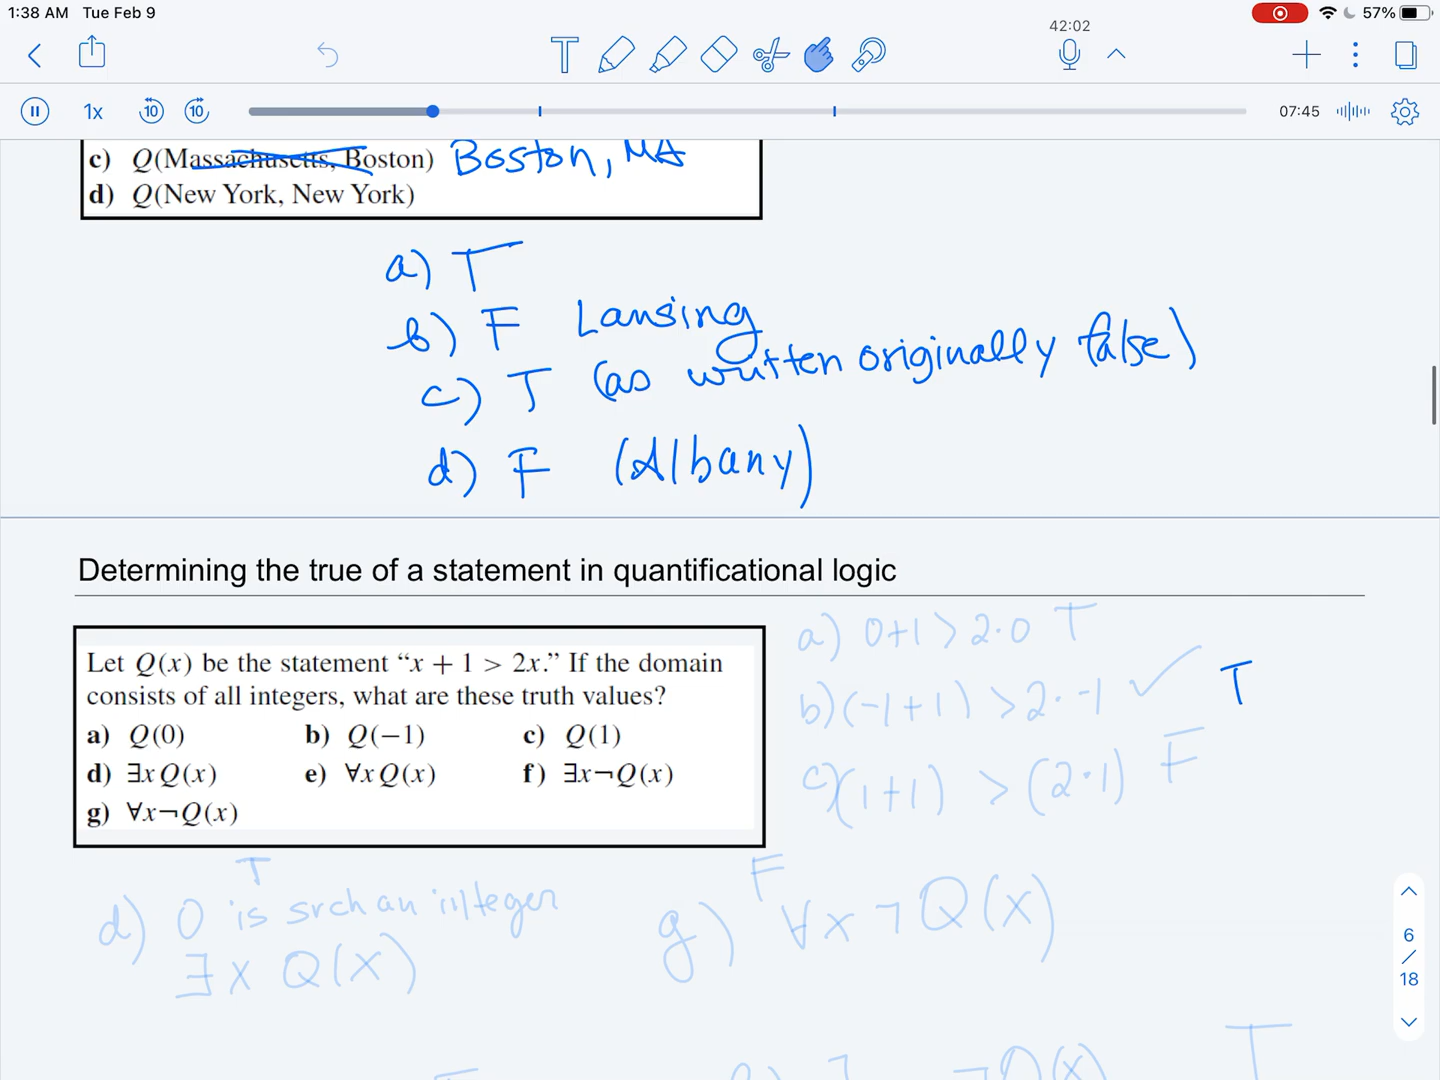 1:38 AM Tue Feb 9
57%
42:02
1x
10
10
07:45
c) Q(Massachusetts, Boston) Boston, MA
d) Q(New York, New York)
a) T
b) F Lansing
c) T (as written originally false)
d) F (Albany)
Determining the true of a statement in quantificational logic
Let Q(x) be the statement “x + 1 > 2x.” If the domain
consists of all integers, what are these truth values?
a) Q(0) b) Q(−1) c) Q(1)
d) ∃xQ(x) e) ∀xQ(x) f) ∃x¬Q(x)
g) ∀x¬Q(x)
a) 0+1 > 2·0 T
b) (-1+1) > 2·-1 ✓ T
c) (1+1) > (2·1) F
T
d) 0 is such an integer
∃x Q(x)
F
g) ∀x ¬Q(x)
6
/
18
T
¬Q(x)